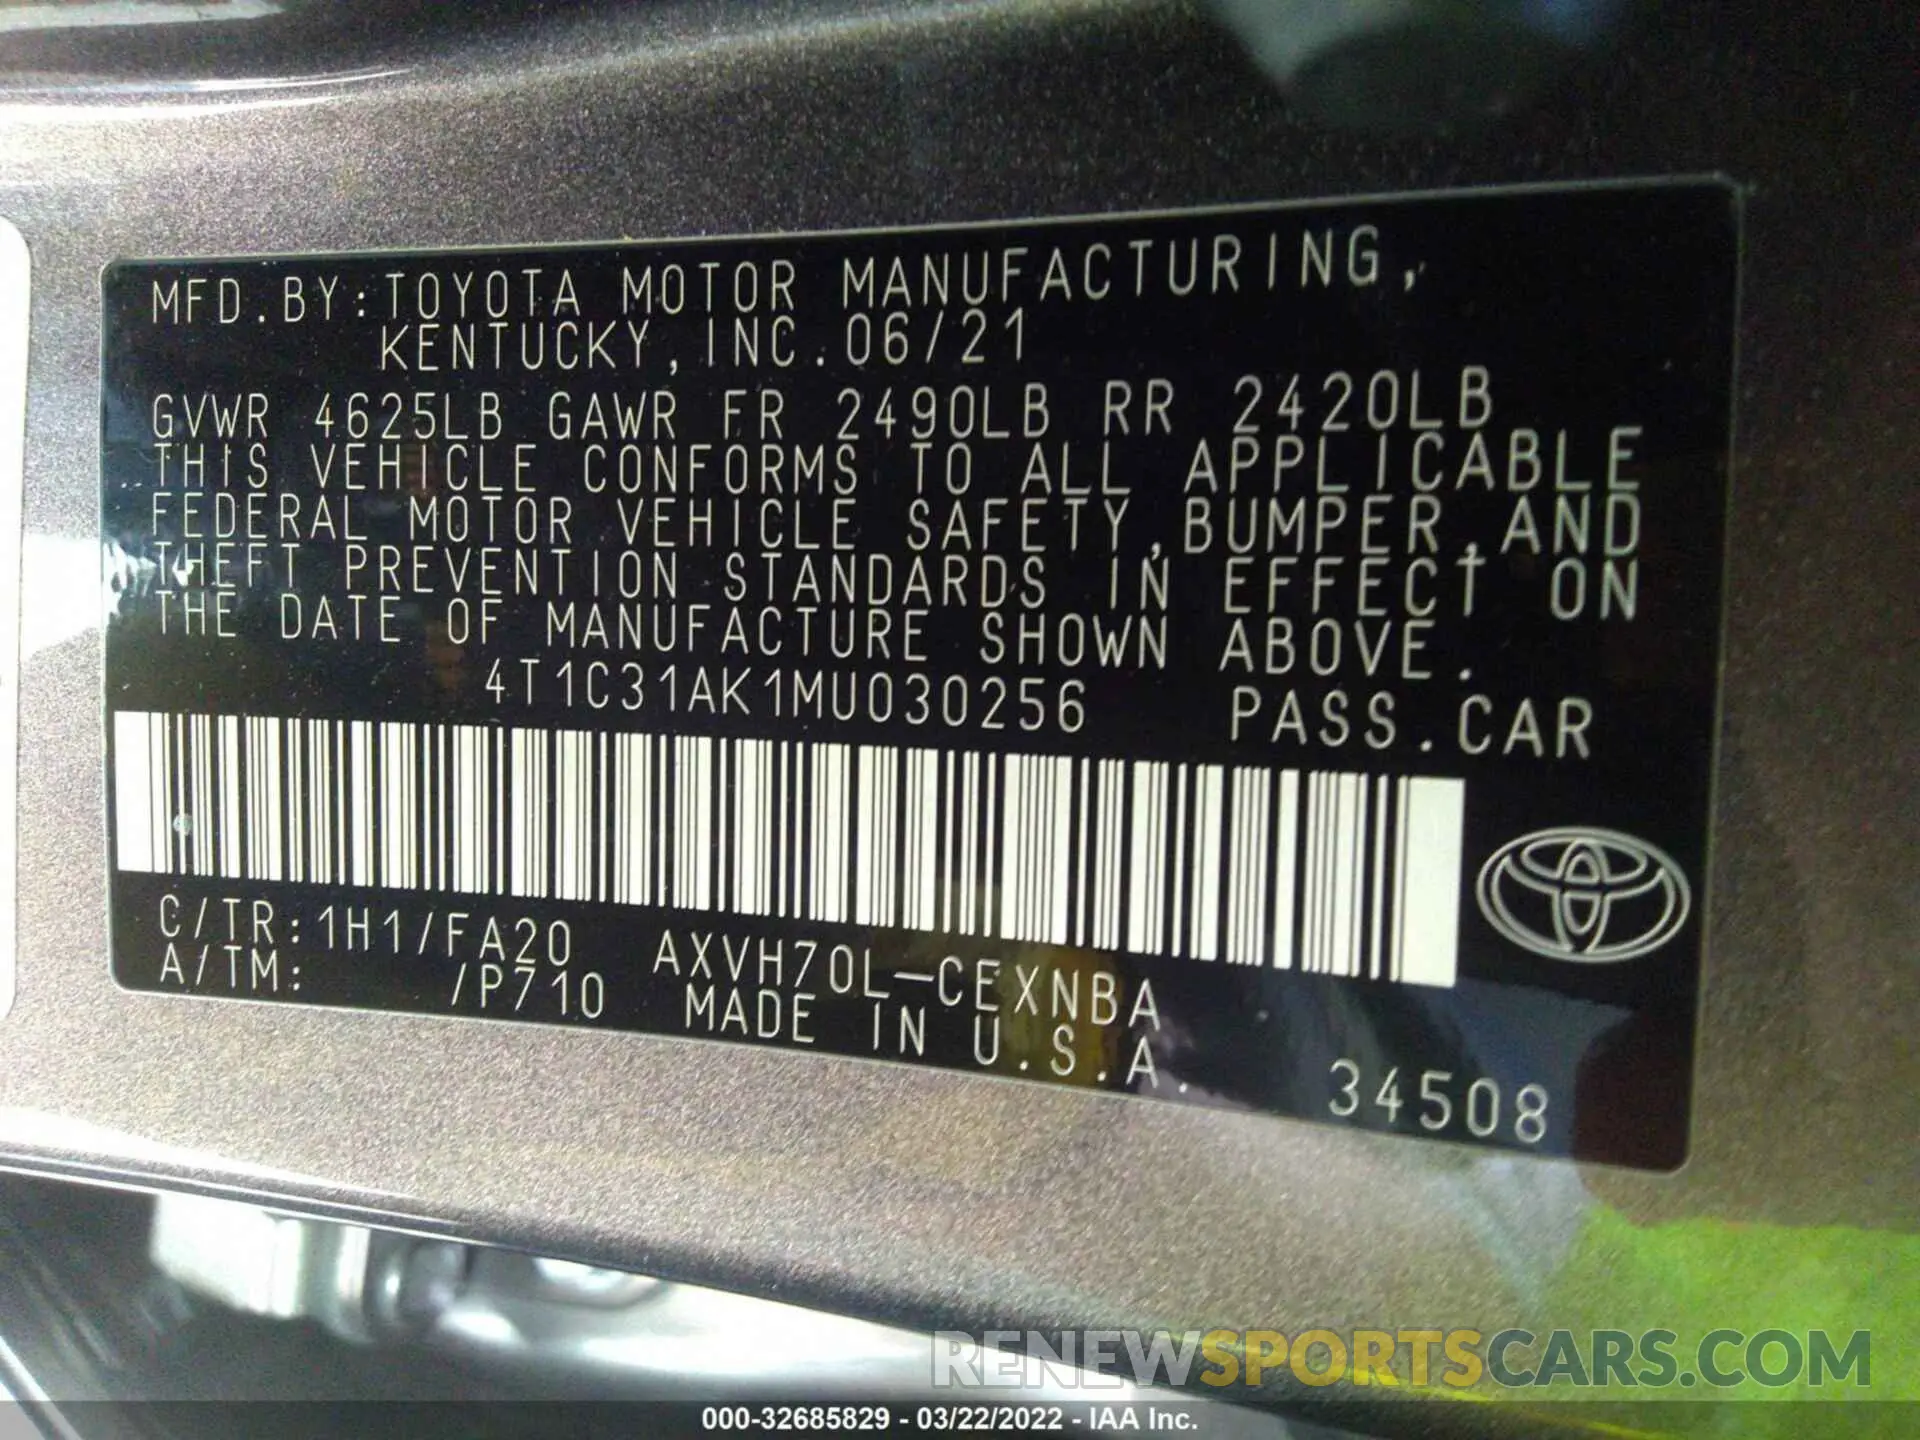 MFD.BY:TOYOTA MOTOR MANUFACTURING,
KENTUCKY, INC. 06/21
GVWR 4625LB GAWR FR 2490LB RR 2420LB
THIS VEHICLE CONFORMS TO ALL APPLICABLE
FEDERAL MOTOR VEHICLE SAFETY, BUMPER, AND
THEFT PREVENTION STANDARDS IN EFFECT ON
THE DATE OF MANUFACTURE SHOWN ABOVE.
4T1C31AK1MU030256 PASS.CAR
C/TR:1H1/FA20 AXVH70L-CEXNBA
A/TM: /P710 MADE IN U.S.A.
34508
RENEWSPORTSCARS.COM
000-32685829 - 03/22/2022 - IAA Inc.